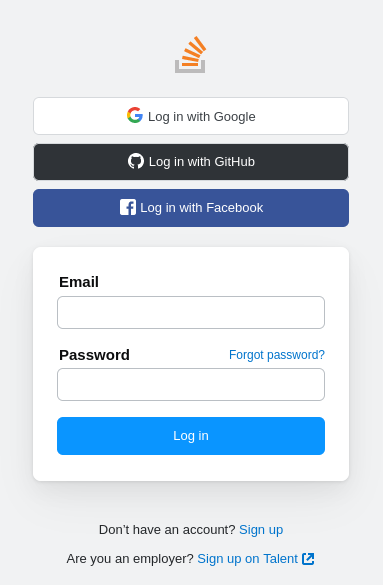 Log in with Google
Log in with GitHub
Log in with Facebook
Email
Password Forgot password?
Log in
Don’t have an account? Sign up
Are you an employer? Sign up on Talent